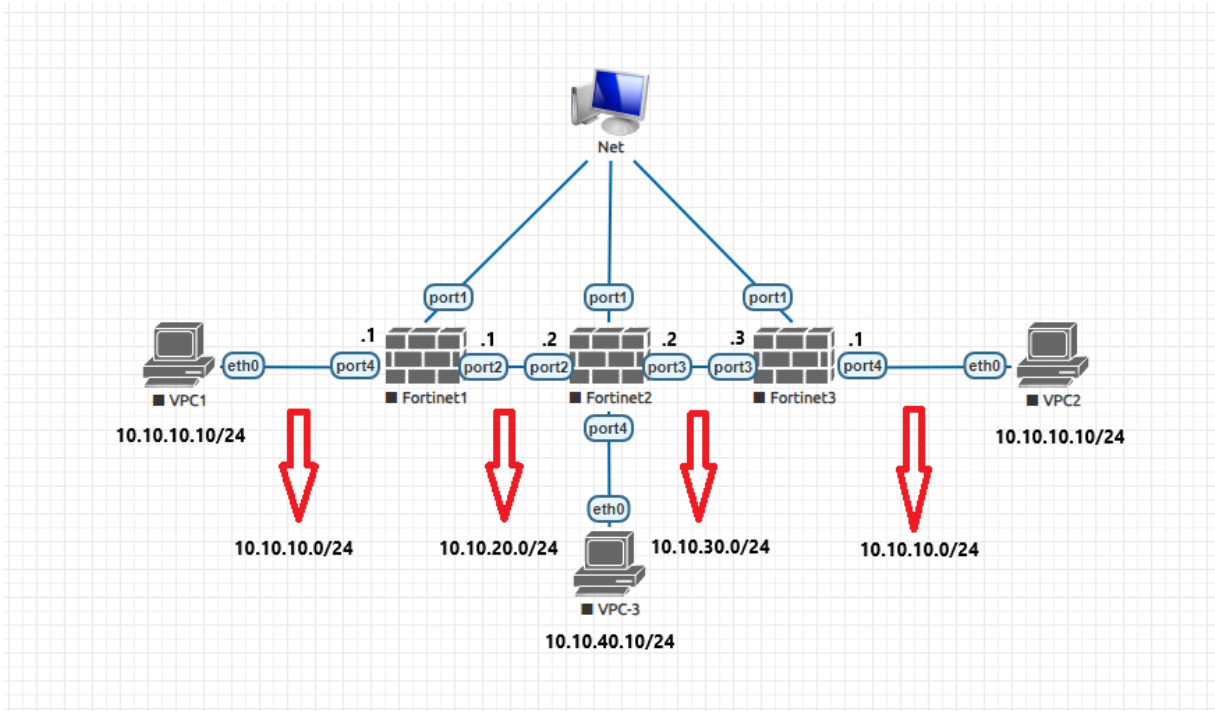 Net
port1
port1
port1
.1
.1
.2
.2
.3
.1
eth0
port4
port2
port2
port3
port3
port4
eth0
VPC1
Fortinet1
Fortinet2
Fortinet3
VPC2
10.10.10.10/24
port4
10.10.10.10/24
eth0
10.10.10.0/24
10.10.20.0/24
10.10.30.0/24
10.10.10.0/24
VPC-3
10.10.40.10/24